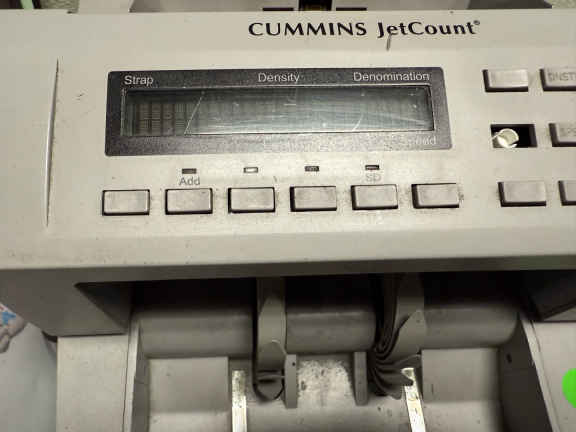 CUMMINS JetCount®
Strap Density Denomination
Add
SD